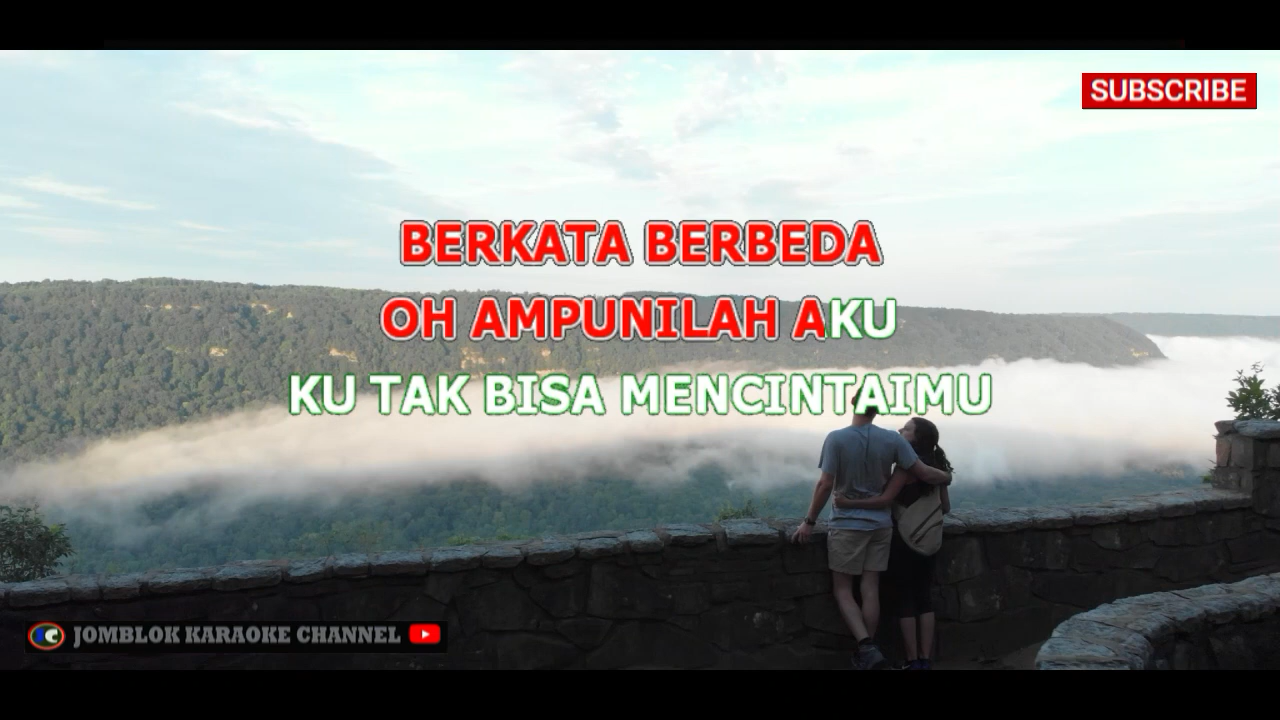 SUBSCRIBE
BERKATA BERBEDA
OH AMPUNILAH AKU
KU TAK BISA MENCINTAIMU
JOMBLOK KARAOKE CHANNEL